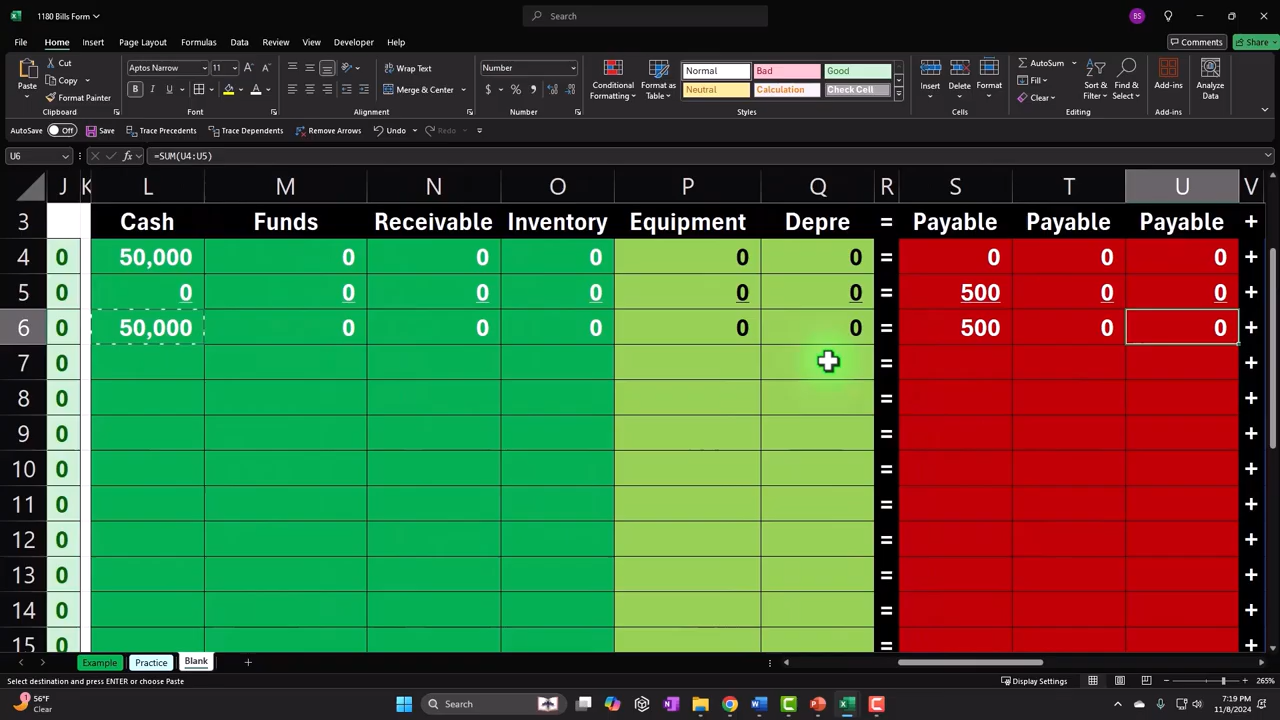 1180 Bills Form
Search
BS
File Home Insert Page Layout Formulas Data Review View Developer Help
Comments Share
Paste
Cut
Copy
Format Painter
Clipboard
Aptos Narrow 11
B I U
Font
Wrap Text
Merge & Center
Alignment
Number
$ % 9
Number
Conditional Formatting
Format as Table
Normal Bad Good
Neutral Calculation Check Cell
Styles
Insert Delete Format
Cells
AutoSum
Fill
Clear
Sort & Filter
Find & Select
Editing
Add-ins
Add-ins
Analyze Data
AutoSave Off Save Trace Precedents Trace Dependents Remove Arrows Undo Redo
U6 fx =SUM(U4:U5)
J K L M N O P Q R S T U V
3 Cash Funds Receivable Inventory Equipment Depre = Payable Payable Payable +
4 0 50,000 0 0 0 0 0 = 0 0 0 +
5 0 0 0 0 0 0 0 = 500 0 0 +
6 0 50,000 0 0 0 0 0 = 500 0 0 +
7 0 = +
8 0 = +
9 0 = +
10 0 = +
11 0 = +
12 0 = +
13 0 = +
14 0 = +
15 0 = +
Example Practice Blank +
Select destination and press ENTER or choose Paste
Display Settings
265%
56°F
Clear
Search
7:19 PM
11/8/2024